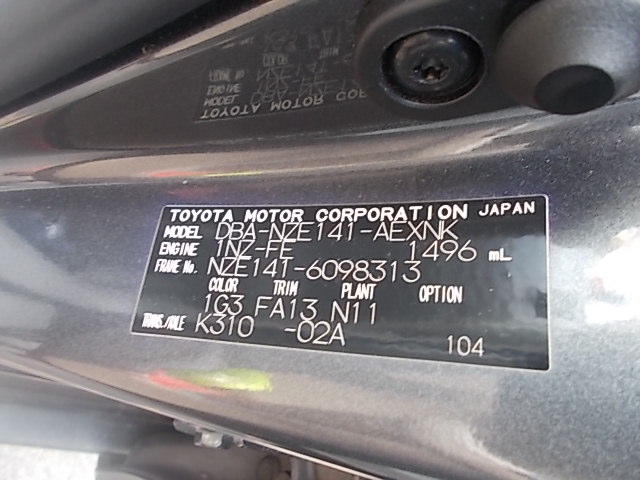 TOYOTA MOTOR CORPORATION JAPAN
MODEL DBA-NZE141-AEXNK
ENGINE 1NZ-FE 1496 mL
FRAME No. NZE141-6098313
COLOR TRIM PLANT OPTION
1G3 FA13 N11
TRANS./AXLE K310 -02A
104